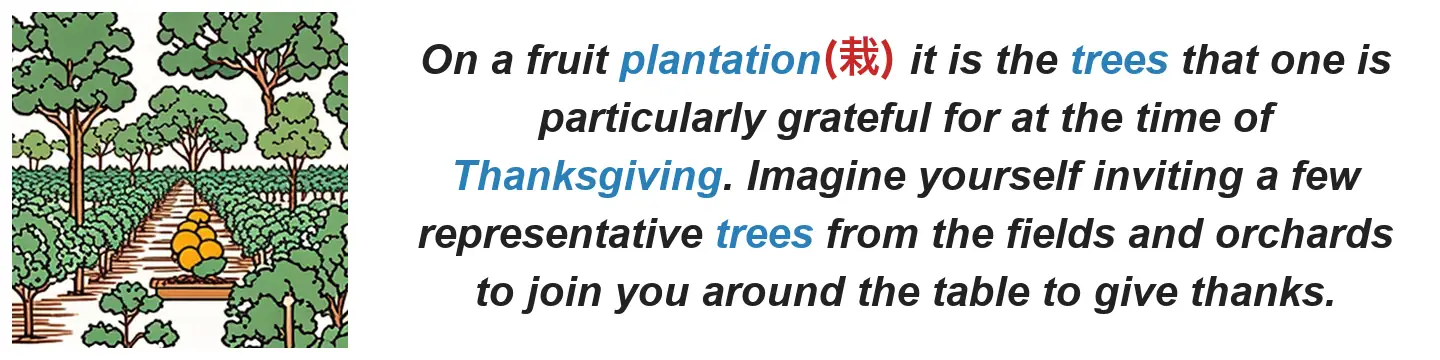 On a fruit plantation(栽) it is the trees that one is
particularly grateful for at the time of
Thanksgiving. Imagine yourself inviting a few
representative trees from the fields and orchards
to join you around the table to give thanks.